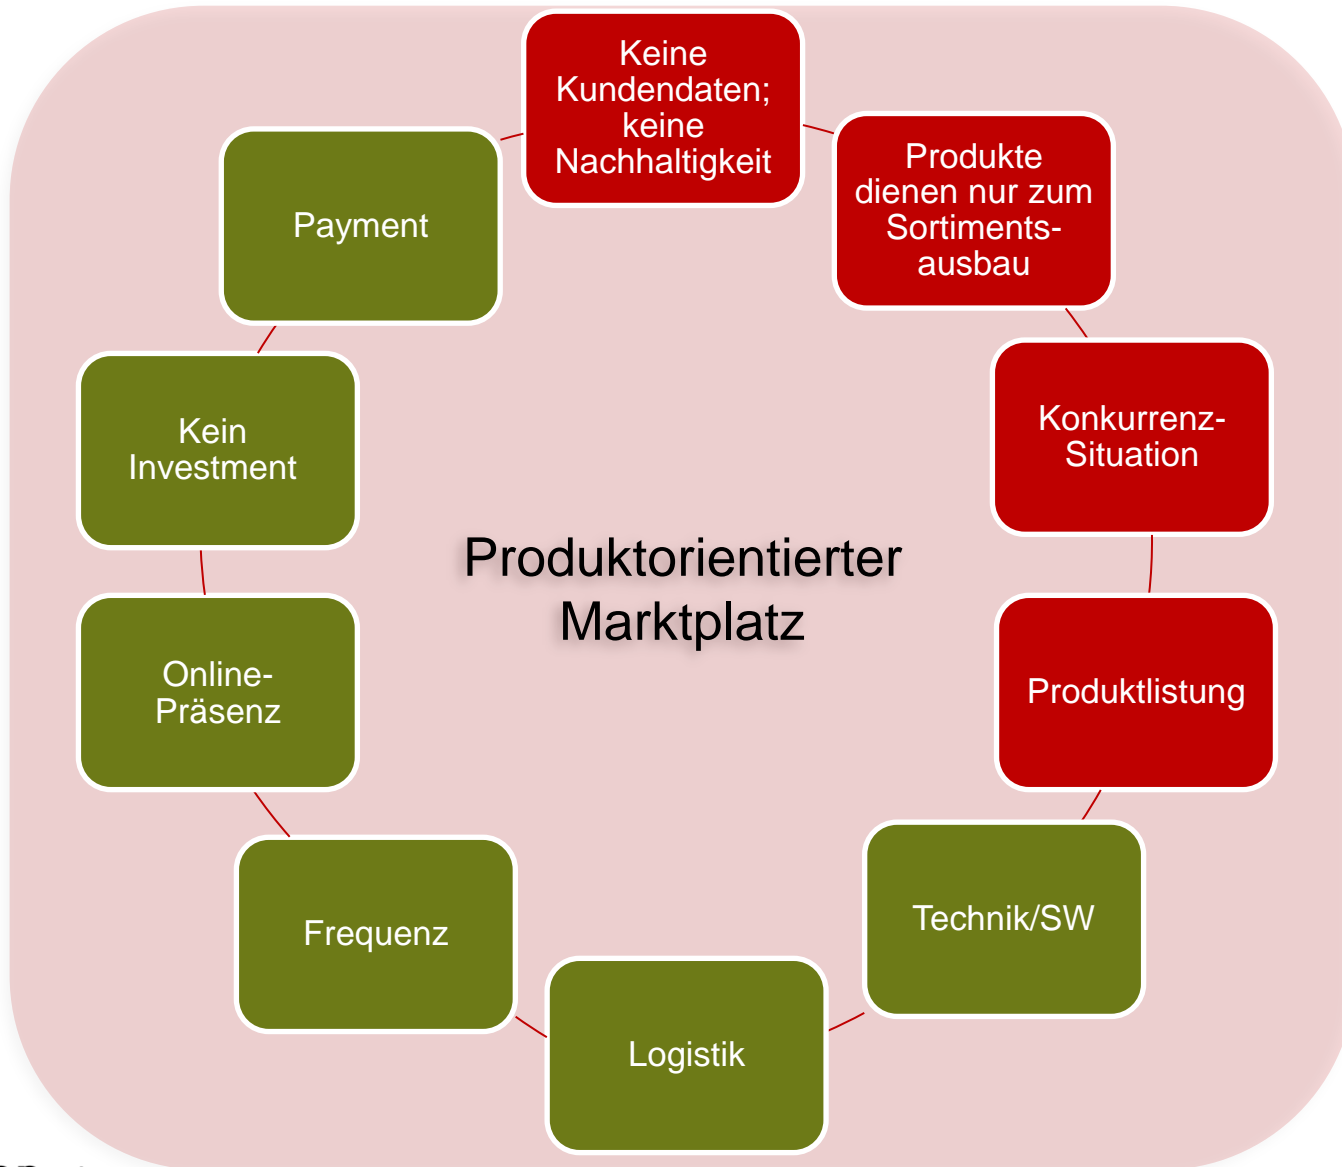 Keine
Kundendaten;
keine
Nachhaltigkeit
Produkte
dienen nur zum
Sortiments-
ausbau
Konkurrenz-
Situation
Produktlistung
Technik/SW
Logistik
Frequenz
Online-
Präsenz
Kein
Investment
Payment
Produktorientierter
Marktplatz